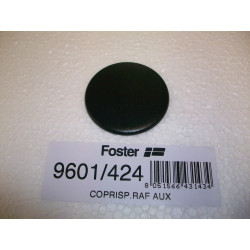 Foster
9601/424
8 051566 431434
COPRISP.RAF AUX